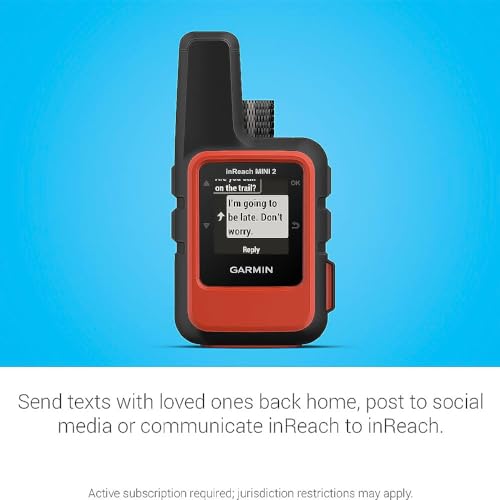 inReach MINI 2
on the trail?
OK
I'm going to
be late. Don't
worry.
Reply
GARMIN
Send texts with loved ones back home, post to social
media or communicate inReach to inReach.
Active subscription required; jurisdiction restrictions may apply.